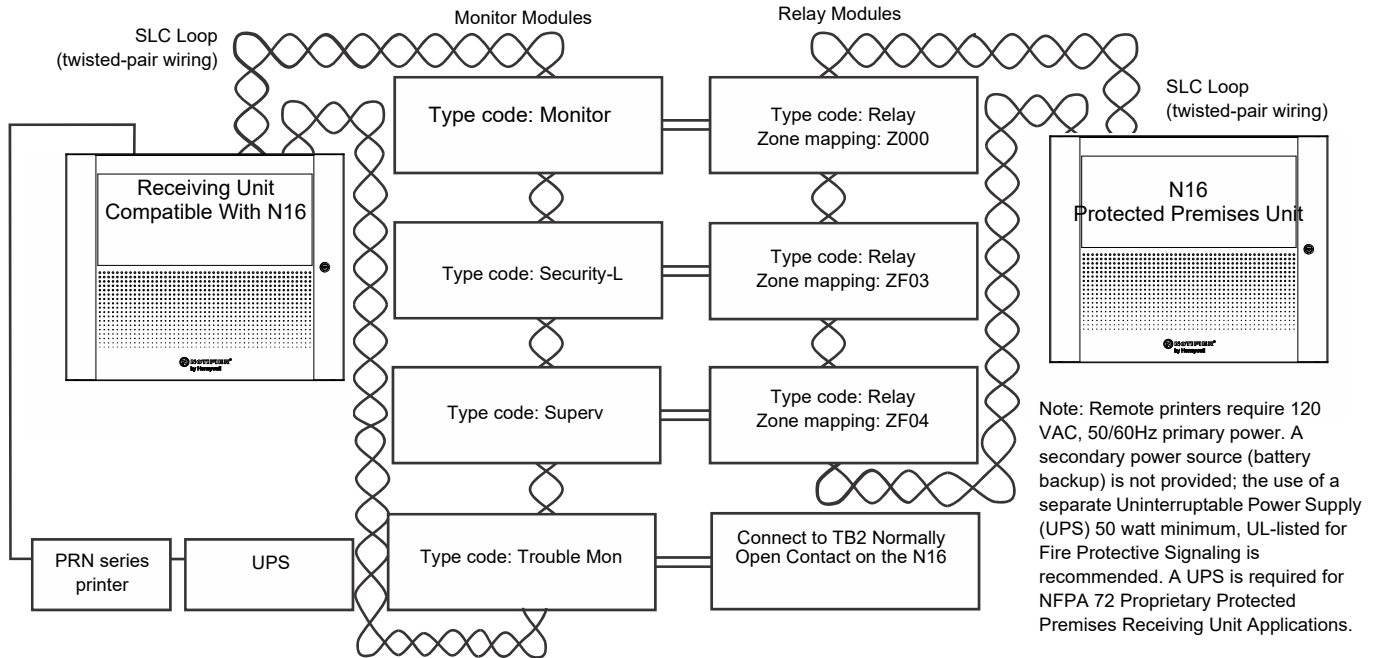 Monitor Modules
Relay Modules
SLC Loop
(twisted-pair wiring)
SLC Loop
(twisted-pair wiring)
Type code: Monitor
Type code: Relay
Zone mapping: Z000
Receiving Unit
Compatible With N16
N16
Protected Premises Unit
Type code: Security-L
Type code: Relay
Zone mapping: ZF03
NOTIFIER®
by Honeywell
NOTIFIER®
by Honeywell
Type code: Superv
Type code: Relay
Zone mapping: ZF04
Note: Remote printers require 120
VAC, 50/60Hz primary power. A
secondary power source (battery
backup) is not provided; the use of a
separate Uninterruptable Power Supply
(UPS) 50 watt minimum, UL-listed for
Fire Protective Signaling is
recommended. A UPS is required for
NFPA 72 Proprietary Protected
Premises Receiving Unit Applications.
PRN series
printer
UPS
Type code: Trouble Mon
Connect to TB2 Normally
Open Contact on the N16